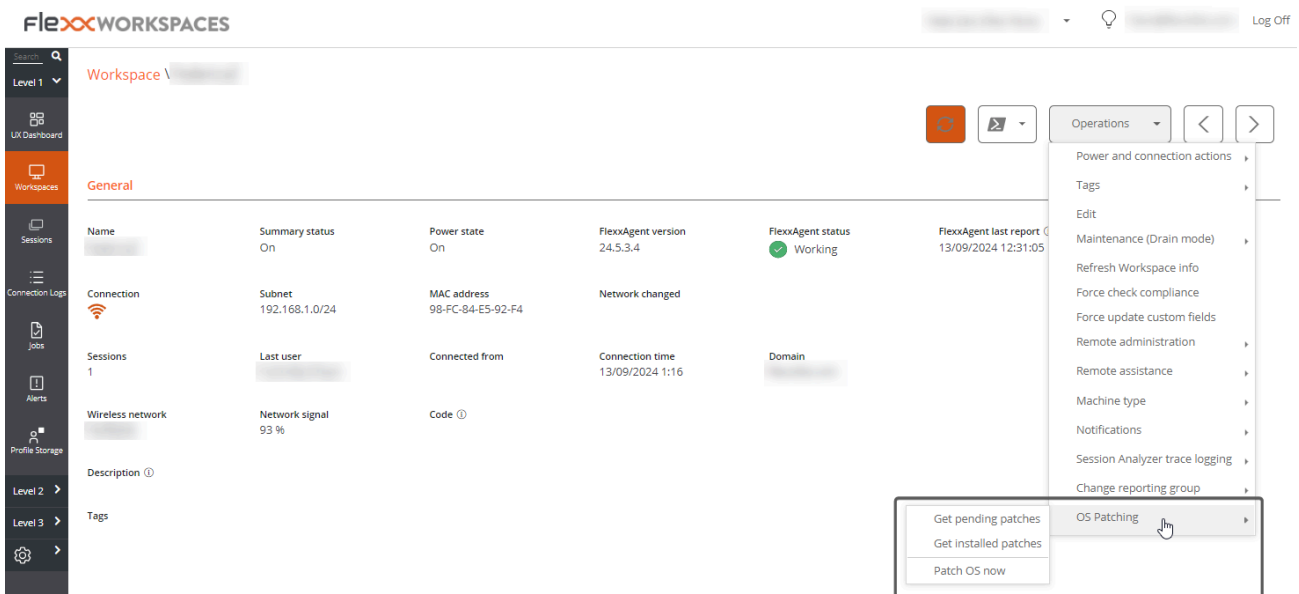 FlexxWORKSPACES
Log Off
Search
Level 1
UX Dashboard
Workspaces
Sessions
Connection Logs
Jobs
Alerts
Profile Storage
Level 2
Level 3
Workspace \
Operations
Power and connection actions
Tags
Edit
Maintenance (Drain mode)
Refresh Workspace info
Force check compliance
Force update custom fields
Remote administration
Remote assistance
Machine type
Notifications
Session Analyzer trace logging
Change reporting group
OS Patching
Get pending patches
Get installed patches
Patch OS now
General
Name Summary status Power state FlexxAgent version FlexxAgent status FlexxAgent last report
On On 24.5.3.4 Working 13/09/2024 12:31:05
Connection Subnet MAC address Network changed
192.168.1.0/24 98-FC-84-E5-92-F4
Sessions Last user Connected from Connection time Domain
1 13/09/2024 1:16
Wireless network Network signal Code
93 %
Description
Tags